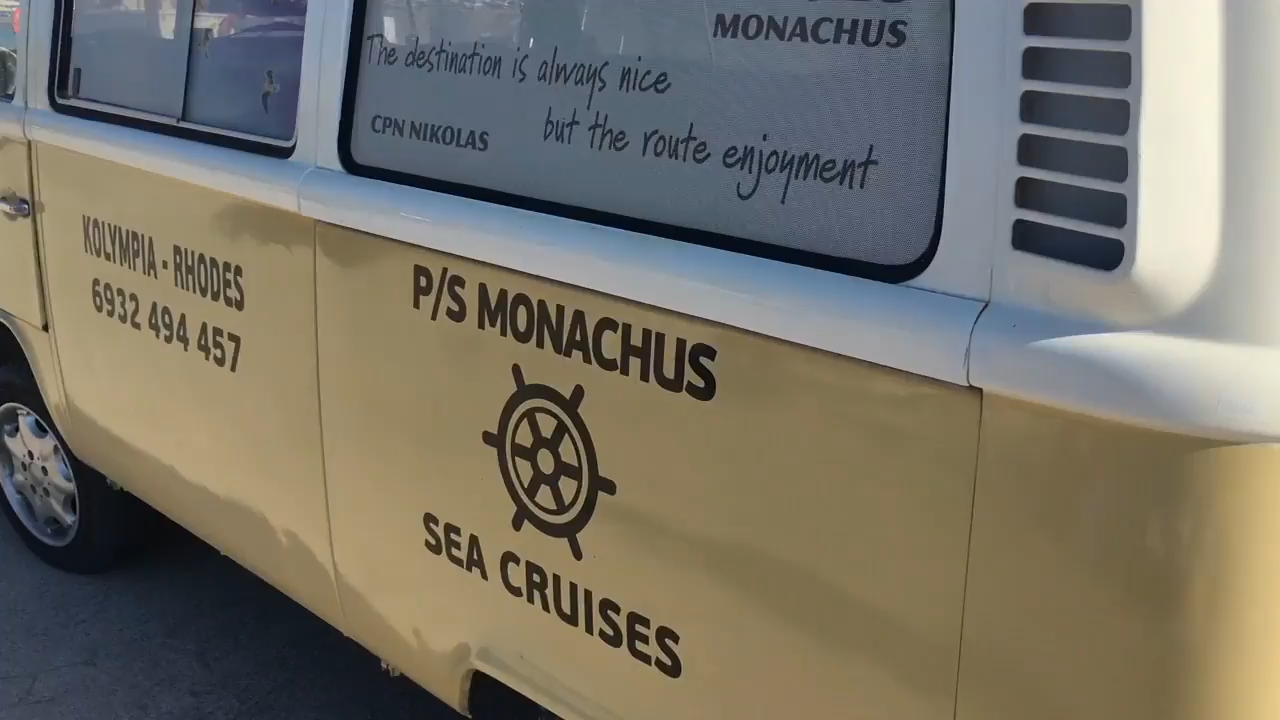 MONACHUS
The destination is always nice
but the route enjoyment
CPN NIKOLAS
KOLYMPIA - RHODES
6932 494 457
P/S MONACHUS
SEA CRUISES